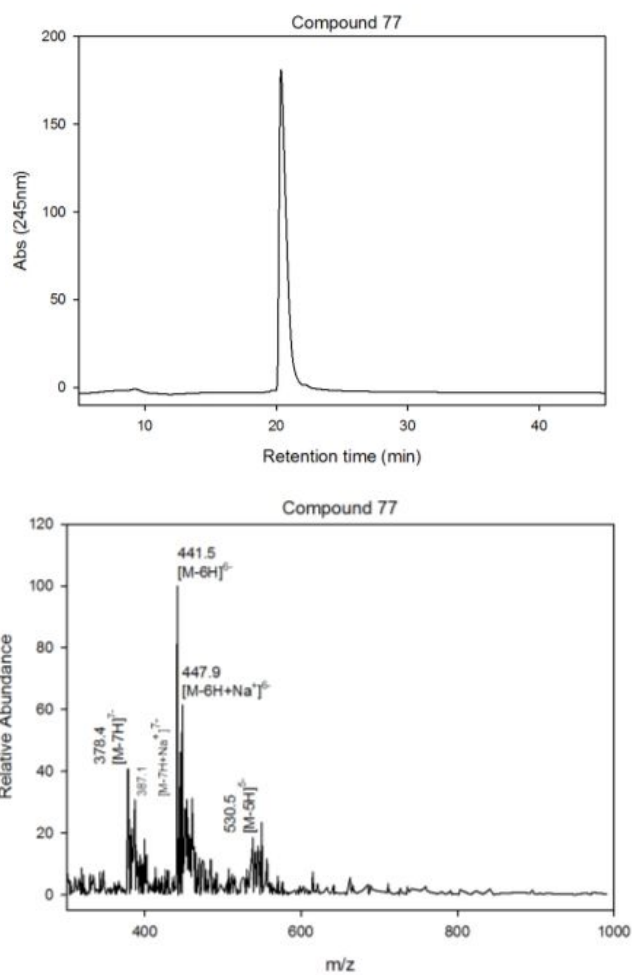 Compound 77
200
150
100
50
0
Abs (245nm)
10 20 30 40
Retention time (min)
Compound 77
120
100
80
60
40
20
0
Relative Abundance
441.5
[M-6H]6-
447.9
[M-6H+Na+]6-
378.4
[M-7H]7-
387.1
[M-7H+Na+]7-
530.5
[M-5H]5-
400 600 800 1000
m/z